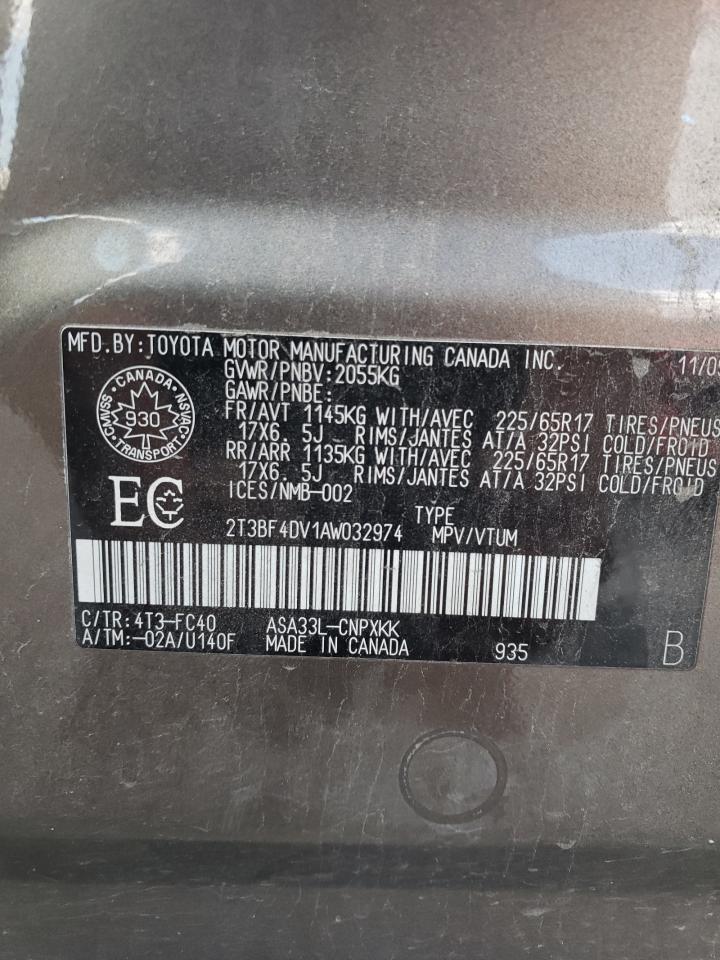 MFD.BY:TOYOTA MOTOR MANUFACTURING CANADA INC. 11/09
GVWR/PNBV:2055KG
GAWR/PNBE:
FR/AVT 1145KG WITH/AVEC 225/65R17 TIRES/PNEUS
17X6.5J RIMS/JANTES AT/A 32PSI COLD/FROID
RR/ARR 1135KG WITH/AVEC 225/65R17 TIRES/PNEUS
17X6.5J RIMS/JANTES AT/A 32PSI COLD/FROID
ICES/NMB-002
CANADA
CMVSS 930 NSVAC
TRANSPORT
EC
TYPE
2T3BF4DV1AW032974 MPV/VTUM
C/TR:4T3-FC40 ASA33L-CNPXKK
A/TM:-02A/U140F MADE IN CANADA 935 B